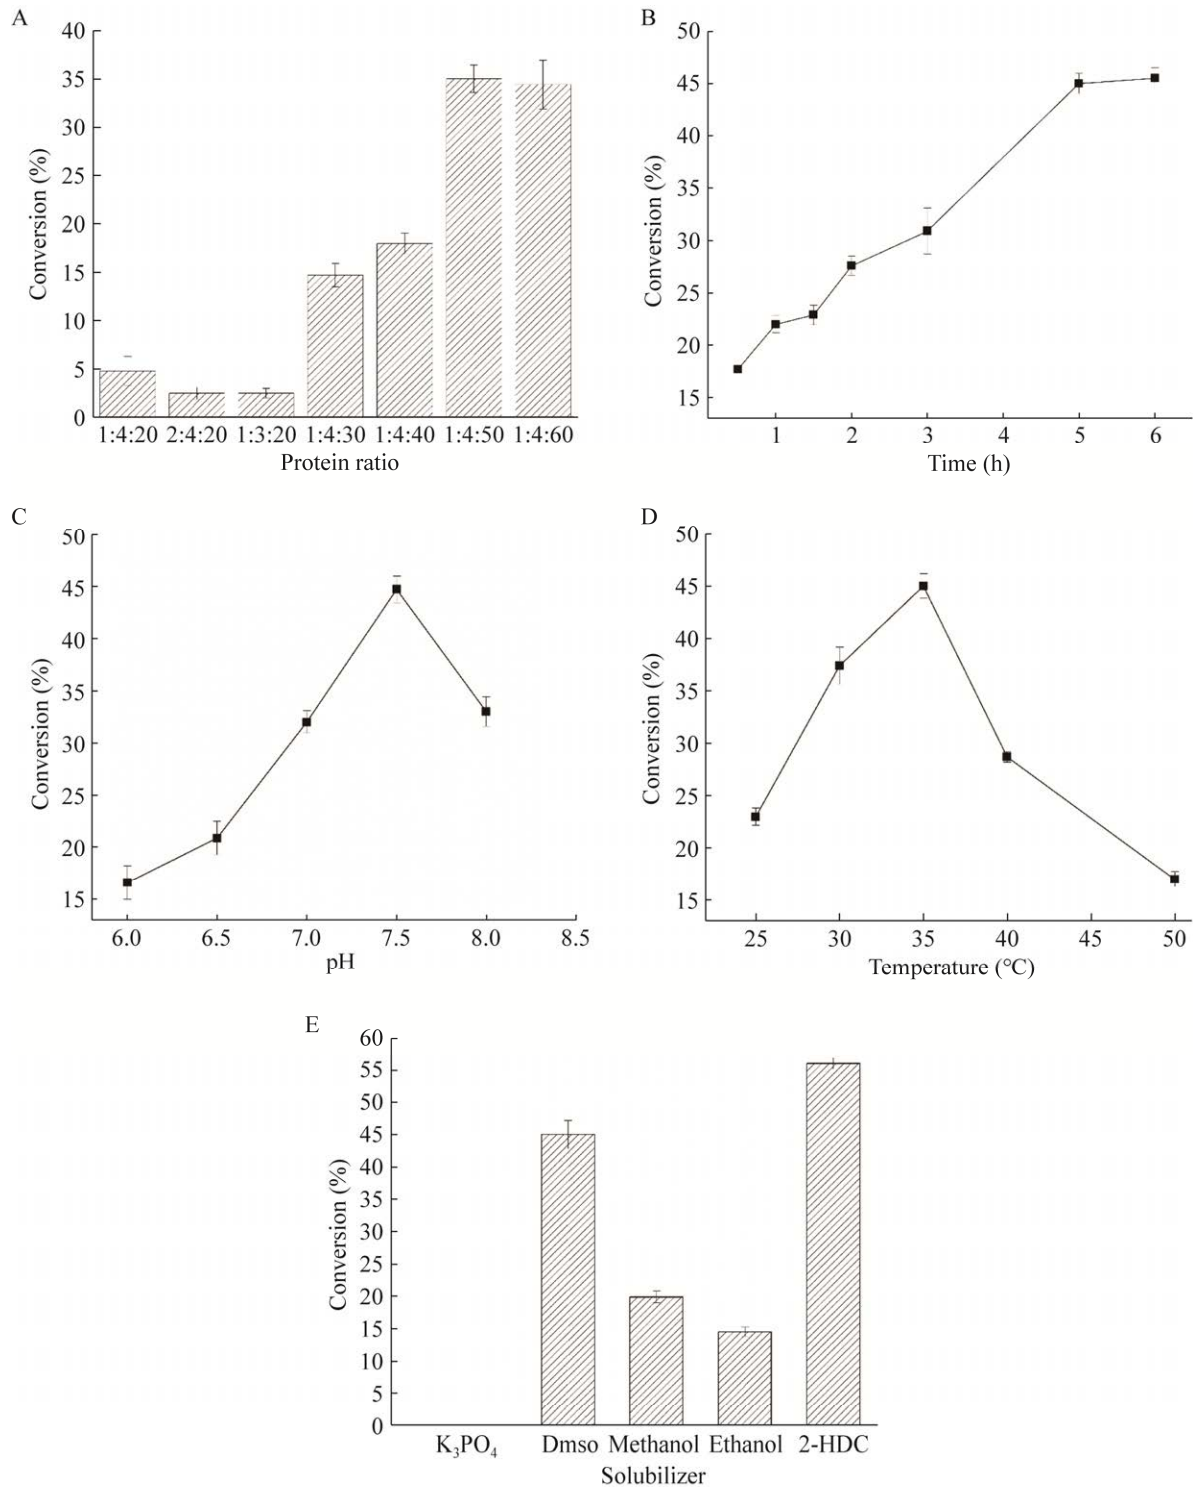 A
40
35
30
25
20
15
10
5
0
Conversion (%)
1:4:20 2:4:20 1:3:20 1:4:30 1:4:40 1:4:50 1:4:60
Protein ratio
B
50
45
40
35
30
25
20
15
Conversion (%)
1 2 3 4 5 6
Time (h)
C
50
45
40
35
30
25
20
15
Conversion (%)
6.0 6.5 7.0 7.5 8.0 8.5
pH
D
50
45
40
35
30
25
20
15
Conversion (%)
25 30 35 40 45 50
Temperature (°C)
E
60
55
50
45
40
35
30
25
20
15
10
5
0
Conversion (%)
K₃PO₄ Dmso Methanol Ethanol 2-HDC
Solubilizer